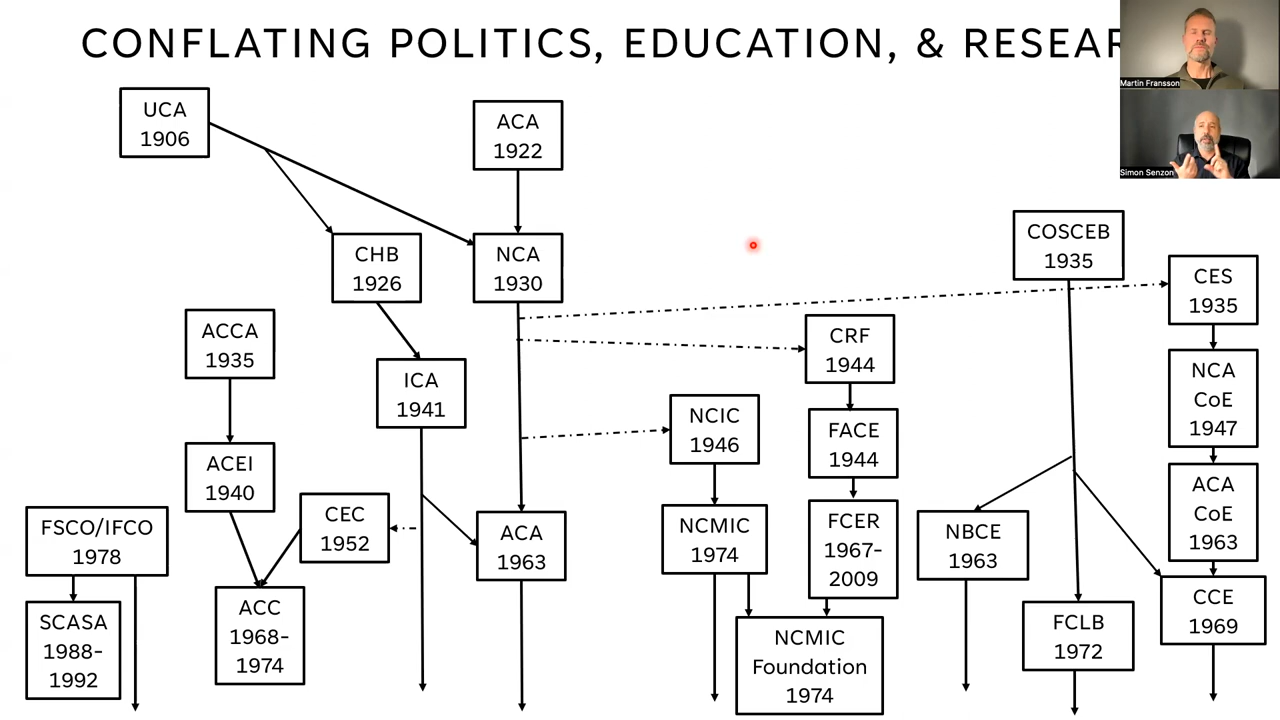 CONFLATING POLITICS, EDUCATION, & RESEAR
Martin Fransson
Simon Senzon
UCA
1906
ACA
1922
CHB
1926
NCA
1930
COSCEB
1935
CES
1935
ACCA
1935
CRF
1944
ICA
1941
NCA
CoE
1947
NCIC
1946
FACE
1944
ACEI
1940
CEC
1952
ACA
1963
NCMIC
1974
FCER
1967-
2009
NBCE
1963
ACA
CoE
1963
FSCO/IFCO
1978
SCASA
1988-
1992
ACC
1968-
1974
NCMIC
Foundation
1974
FCLB
1972
CCE
1969